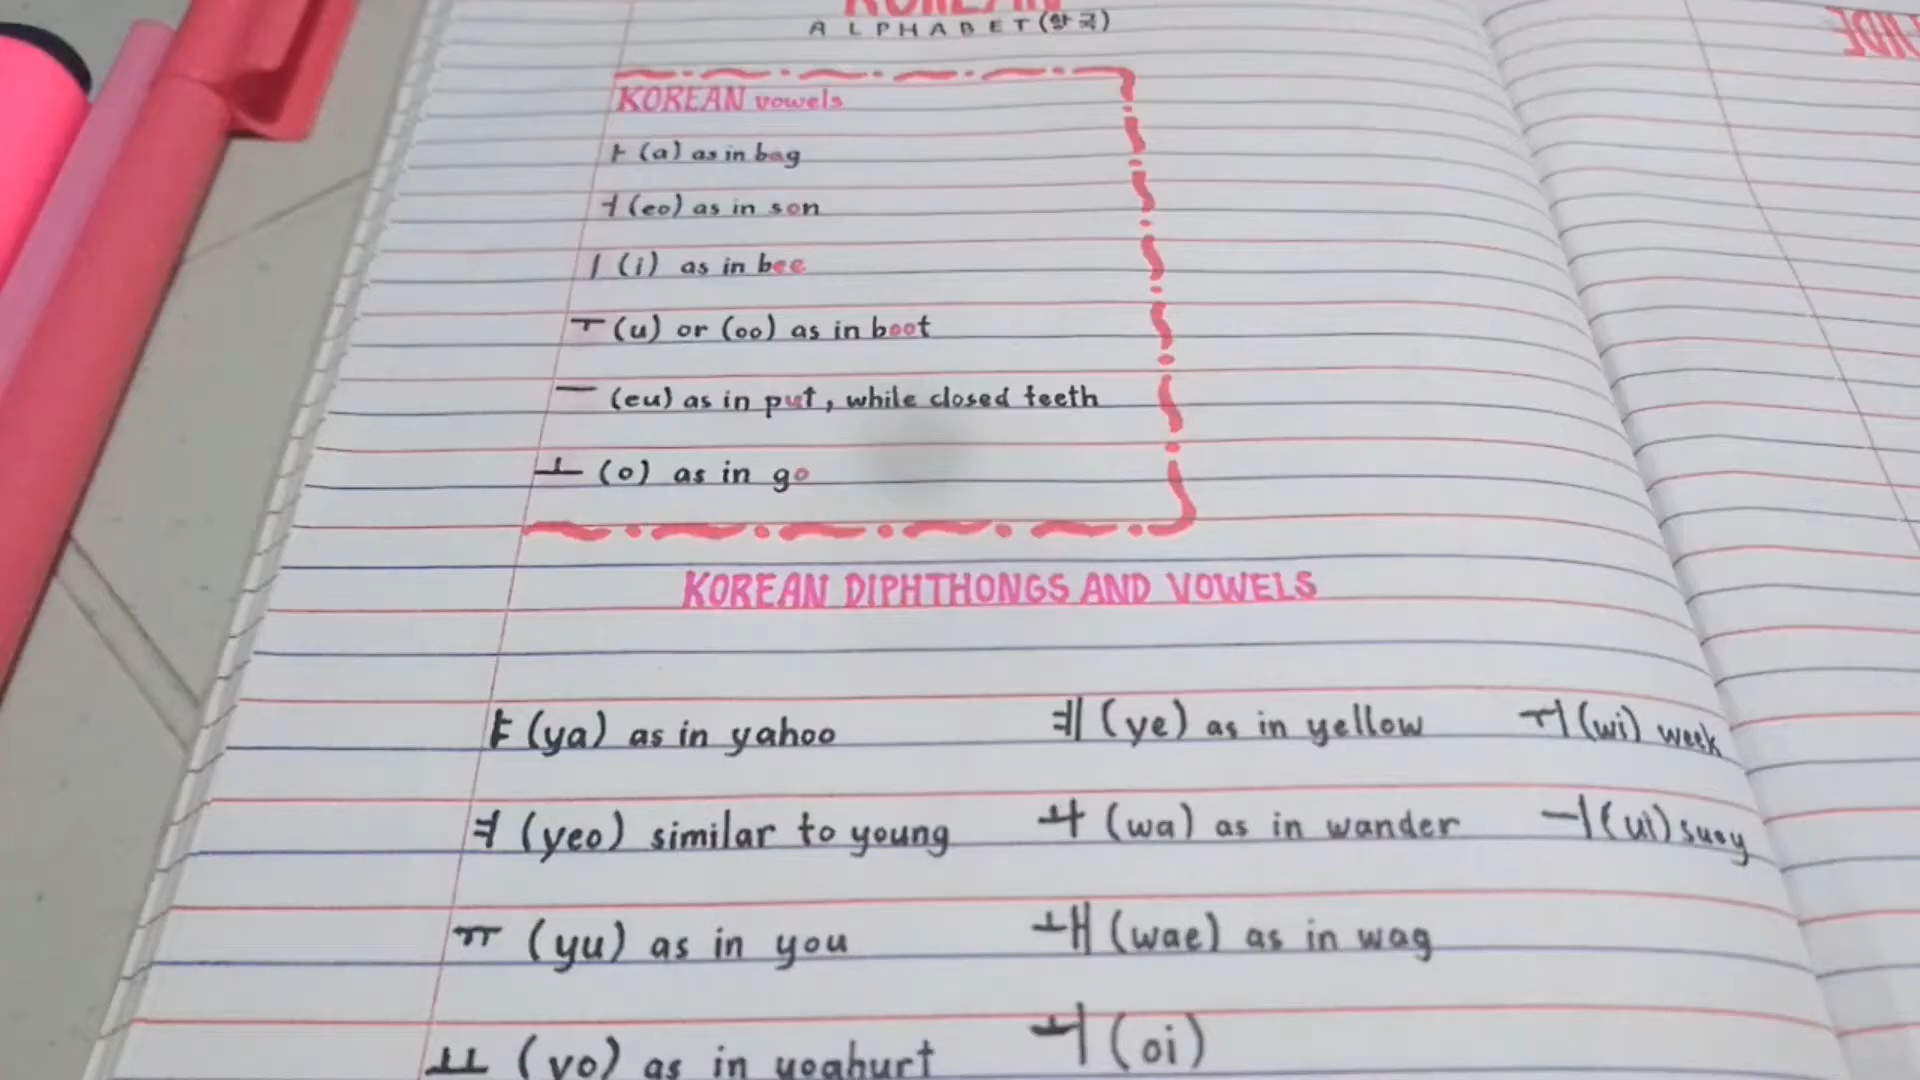 KOREAN
ALPHABET(한국)
KOREAN vowels
ㅏ (a) as in bag
ㅓ (eo) as in son
ㅣ (i) as in bee
ㅜ (u) or (oo) as in boot
ㅡ (eu) as in put, while closed teeth
ㅗ (o) as in go
KOREAN DIPHTHONGS AND VOWELS
ㅑ (ya) as in yahoo
ㅖ (ye) as in yellow
ㅟ (wi) week
ㅕ (yeo) similar to young
ㅘ (wa) as in wander
ㅢ (ui)
ㅠ (yu) as in you
ㅙ (wae) as in wag
ㅛ (yo) as in yoghurt
ㅚ (oi)